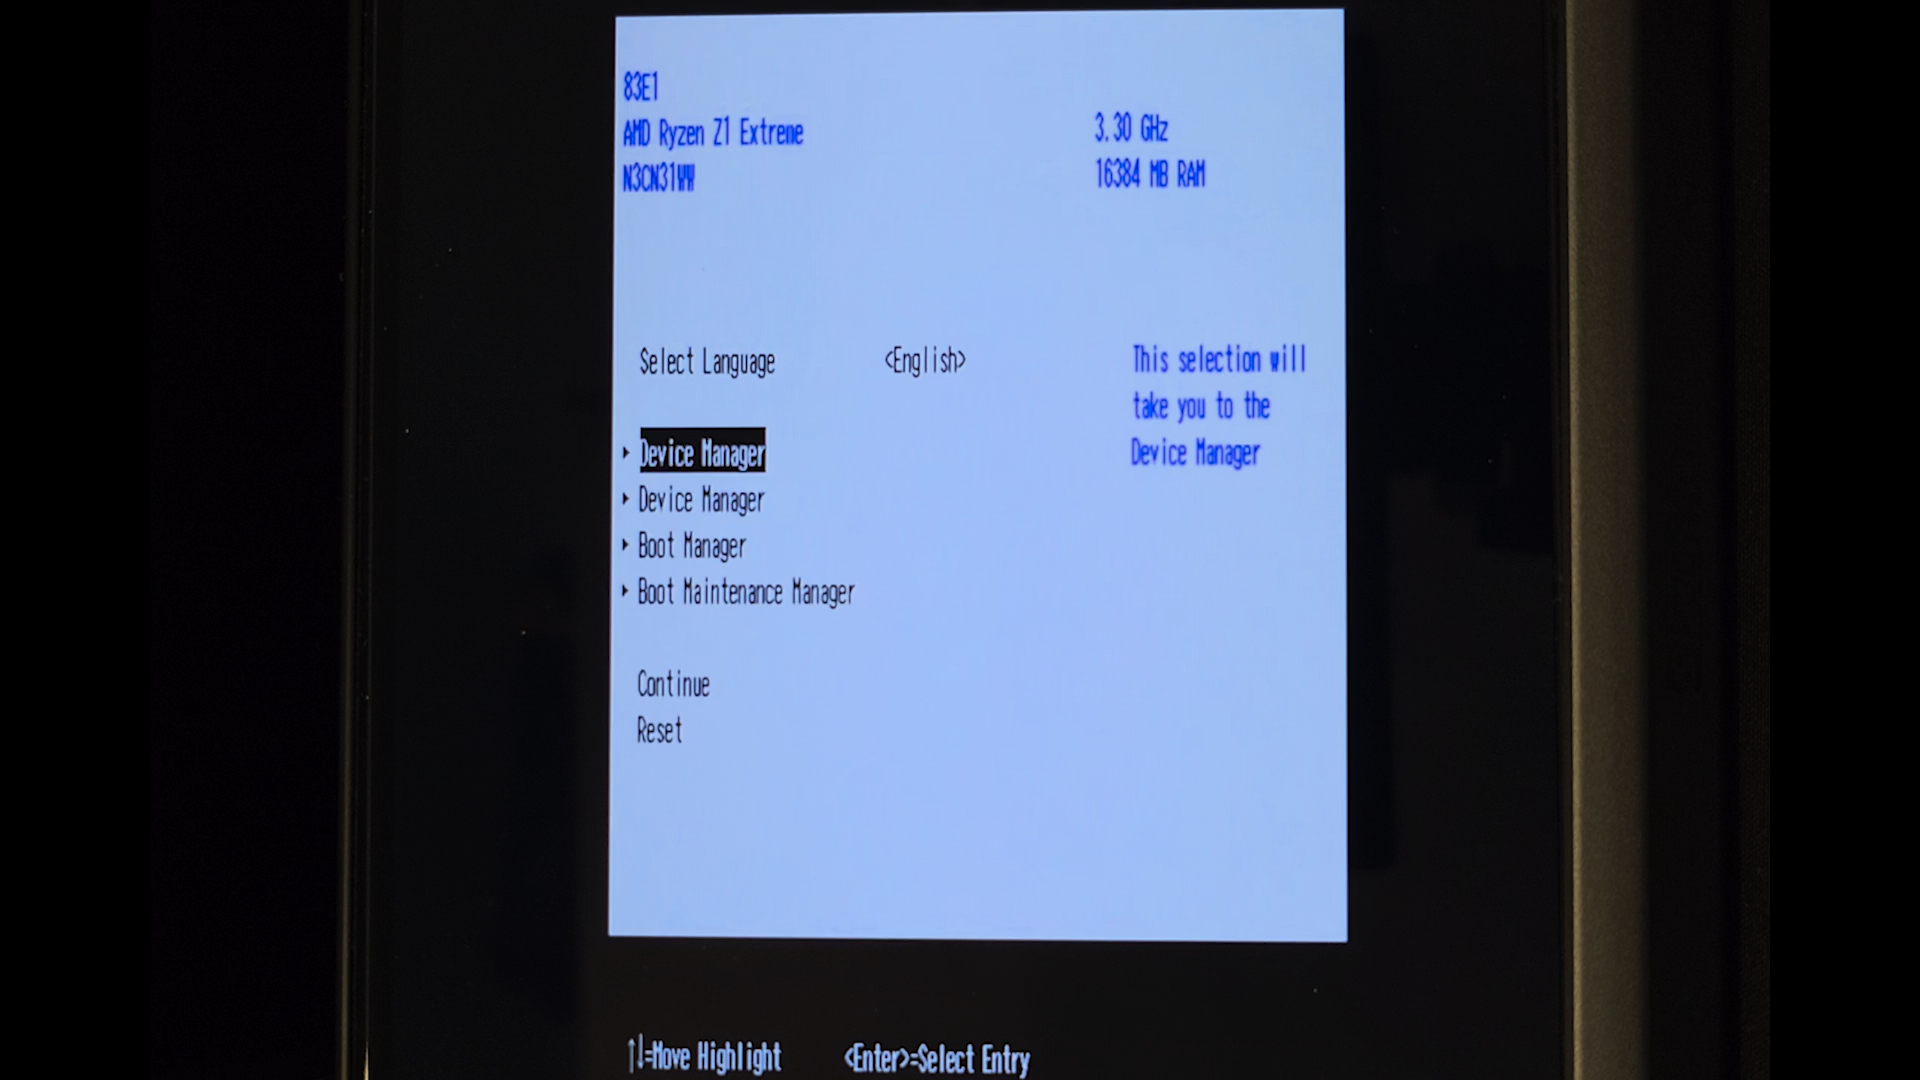 83E1
AMD Ryzen Z1 Extreme 3.30 GHz
N3CN31WW 16384 MB RAM
Select Language <English> This selection will
take you to the
▸ Device Manager Device Manager
▸ Device Manager
▸ Boot Manager
▸ Boot Maintenance Manager
Continue
Reset
↑↓=Move Highlight <Enter>=Select Entry